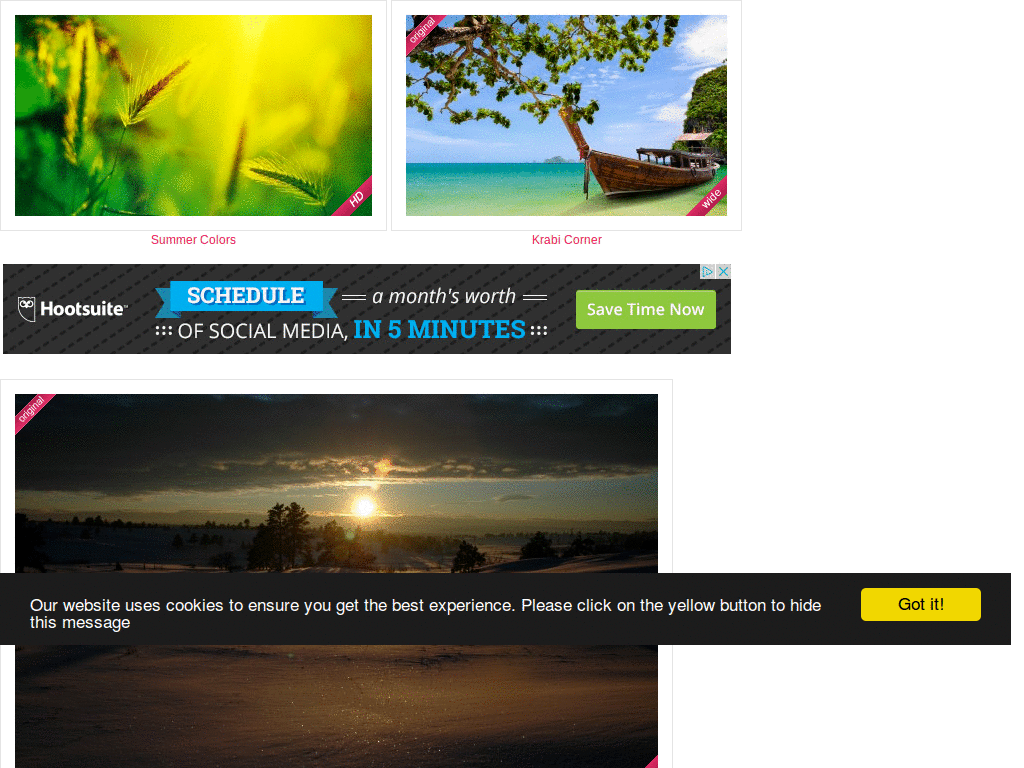 original
HD
wide
Summer Colors
Krabi Corner
Hootsuite™
SCHEDULE a month's worth
OF SOCIAL MEDIA, IN 5 MINUTES
Save Time Now
original
Our website uses cookies to ensure you get the best experience. Please click on the yellow button to hide
this message
Got it!